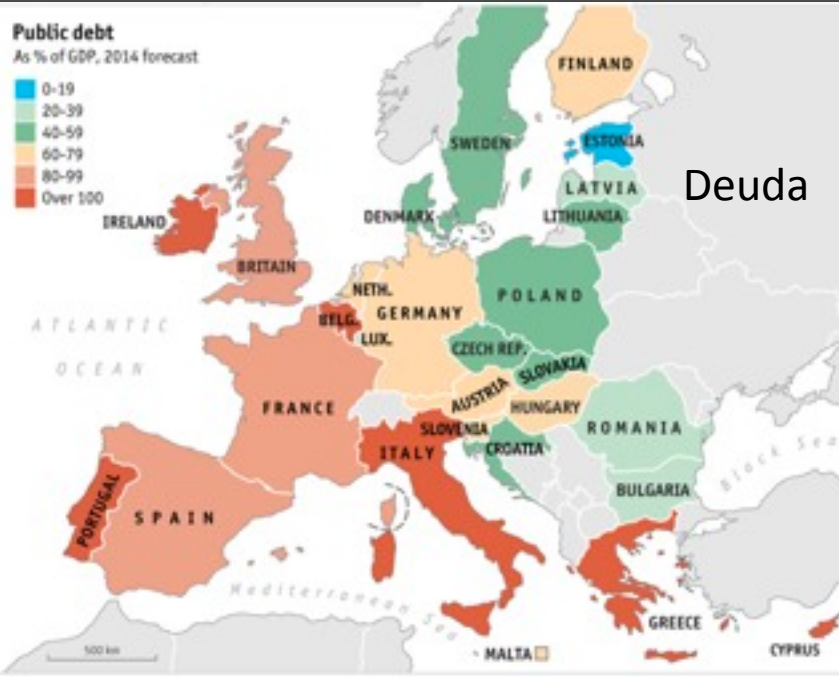 Public debt
As % of GDP, 2014 forecast
0-19
20-39
40-59
60-79
80-99
Over 100
FINLAND
SWEDEN
ESTONIA
LATVIA
Deuda
LITHUANIA
DENMARK
IRELAND
BRITAIN
NETH.
GERMANY
POLAND
BELG.
LUX.
ATLANTIC
OCEAN
CZECH REP.
SLOVAKIA
AUSTRIA
HUNGARY
FRANCE
SLOVENIA
ROMANIA
ITALY
CROATIA
Black Sea
BULGARIA
PORTUGAL
SPAIN
Mediterranean Sea
GREECE
MALTA
CYPRUS
500 km